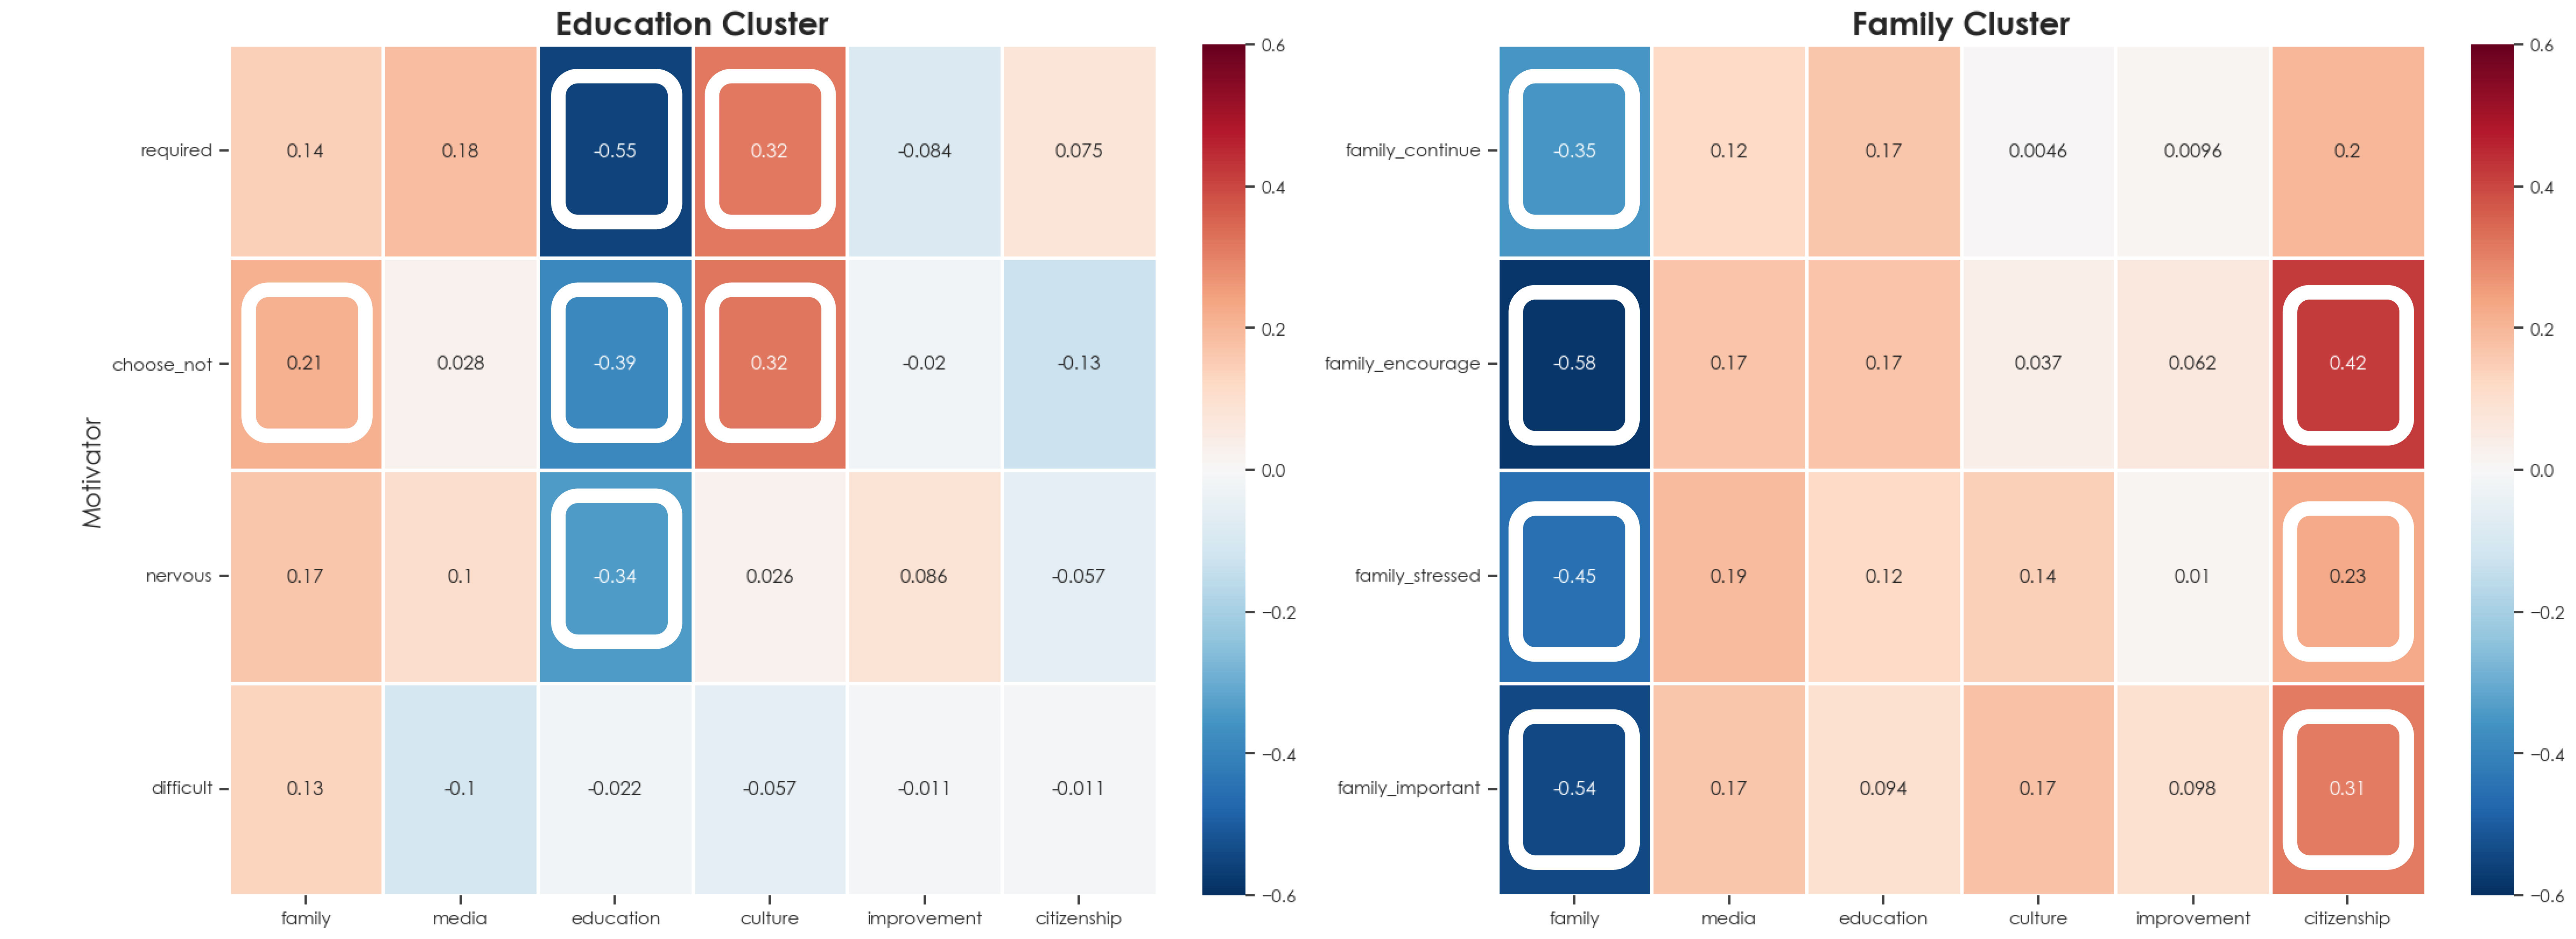 Education Cluster
Motivator
required 0.14 0.18 -0.55 0.32 -0.084 0.075
choose_not 0.21 0.028 -0.39 0.32 -0.02 -0.13
nervous 0.17 0.1 -0.34 0.026 0.086 -0.057
difficult 0.13 -0.1 -0.022 -0.057 -0.011 -0.011
family media education culture improvement citizenship
0.6
0.4
0.2
0.0
−0.2
−0.4
−0.6
Family Cluster
family_continue -0.35 0.12 0.17 0.0046 0.0096 0.2
family_encourage -0.58 0.17 0.17 0.037 0.062 0.42
family_stressed -0.45 0.19 0.12 0.14 0.01 0.23
family_important -0.54 0.17 0.094 0.17 0.098 0.31
family media education culture improvement citizenship
0.6
0.4
0.2
0.0
−0.2
−0.4
−0.6